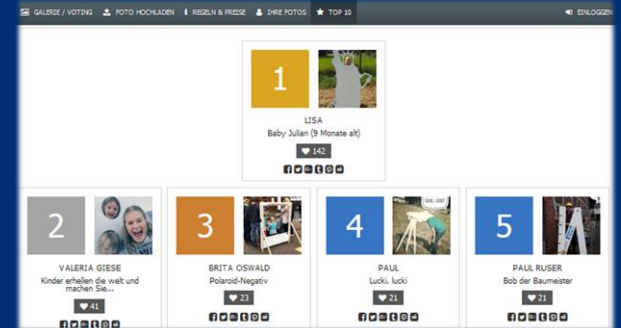 GALERIE / VOTING FOTO HOCHLADEN REGELN & PREISE IHRE FOTOS TOP 10 EINLOGGEN
1
LISA
Baby Julian (9 Monate alt)
142
2
VALERIA GIESE
Kinder erhellen die welt und
machen Sie...
41
3
BRITA OSWALD
Polaroid-Negativ
23
4
PAUL
Lucki, lucki
21
5
PAUL RUSER
Bob der Baumeister
21